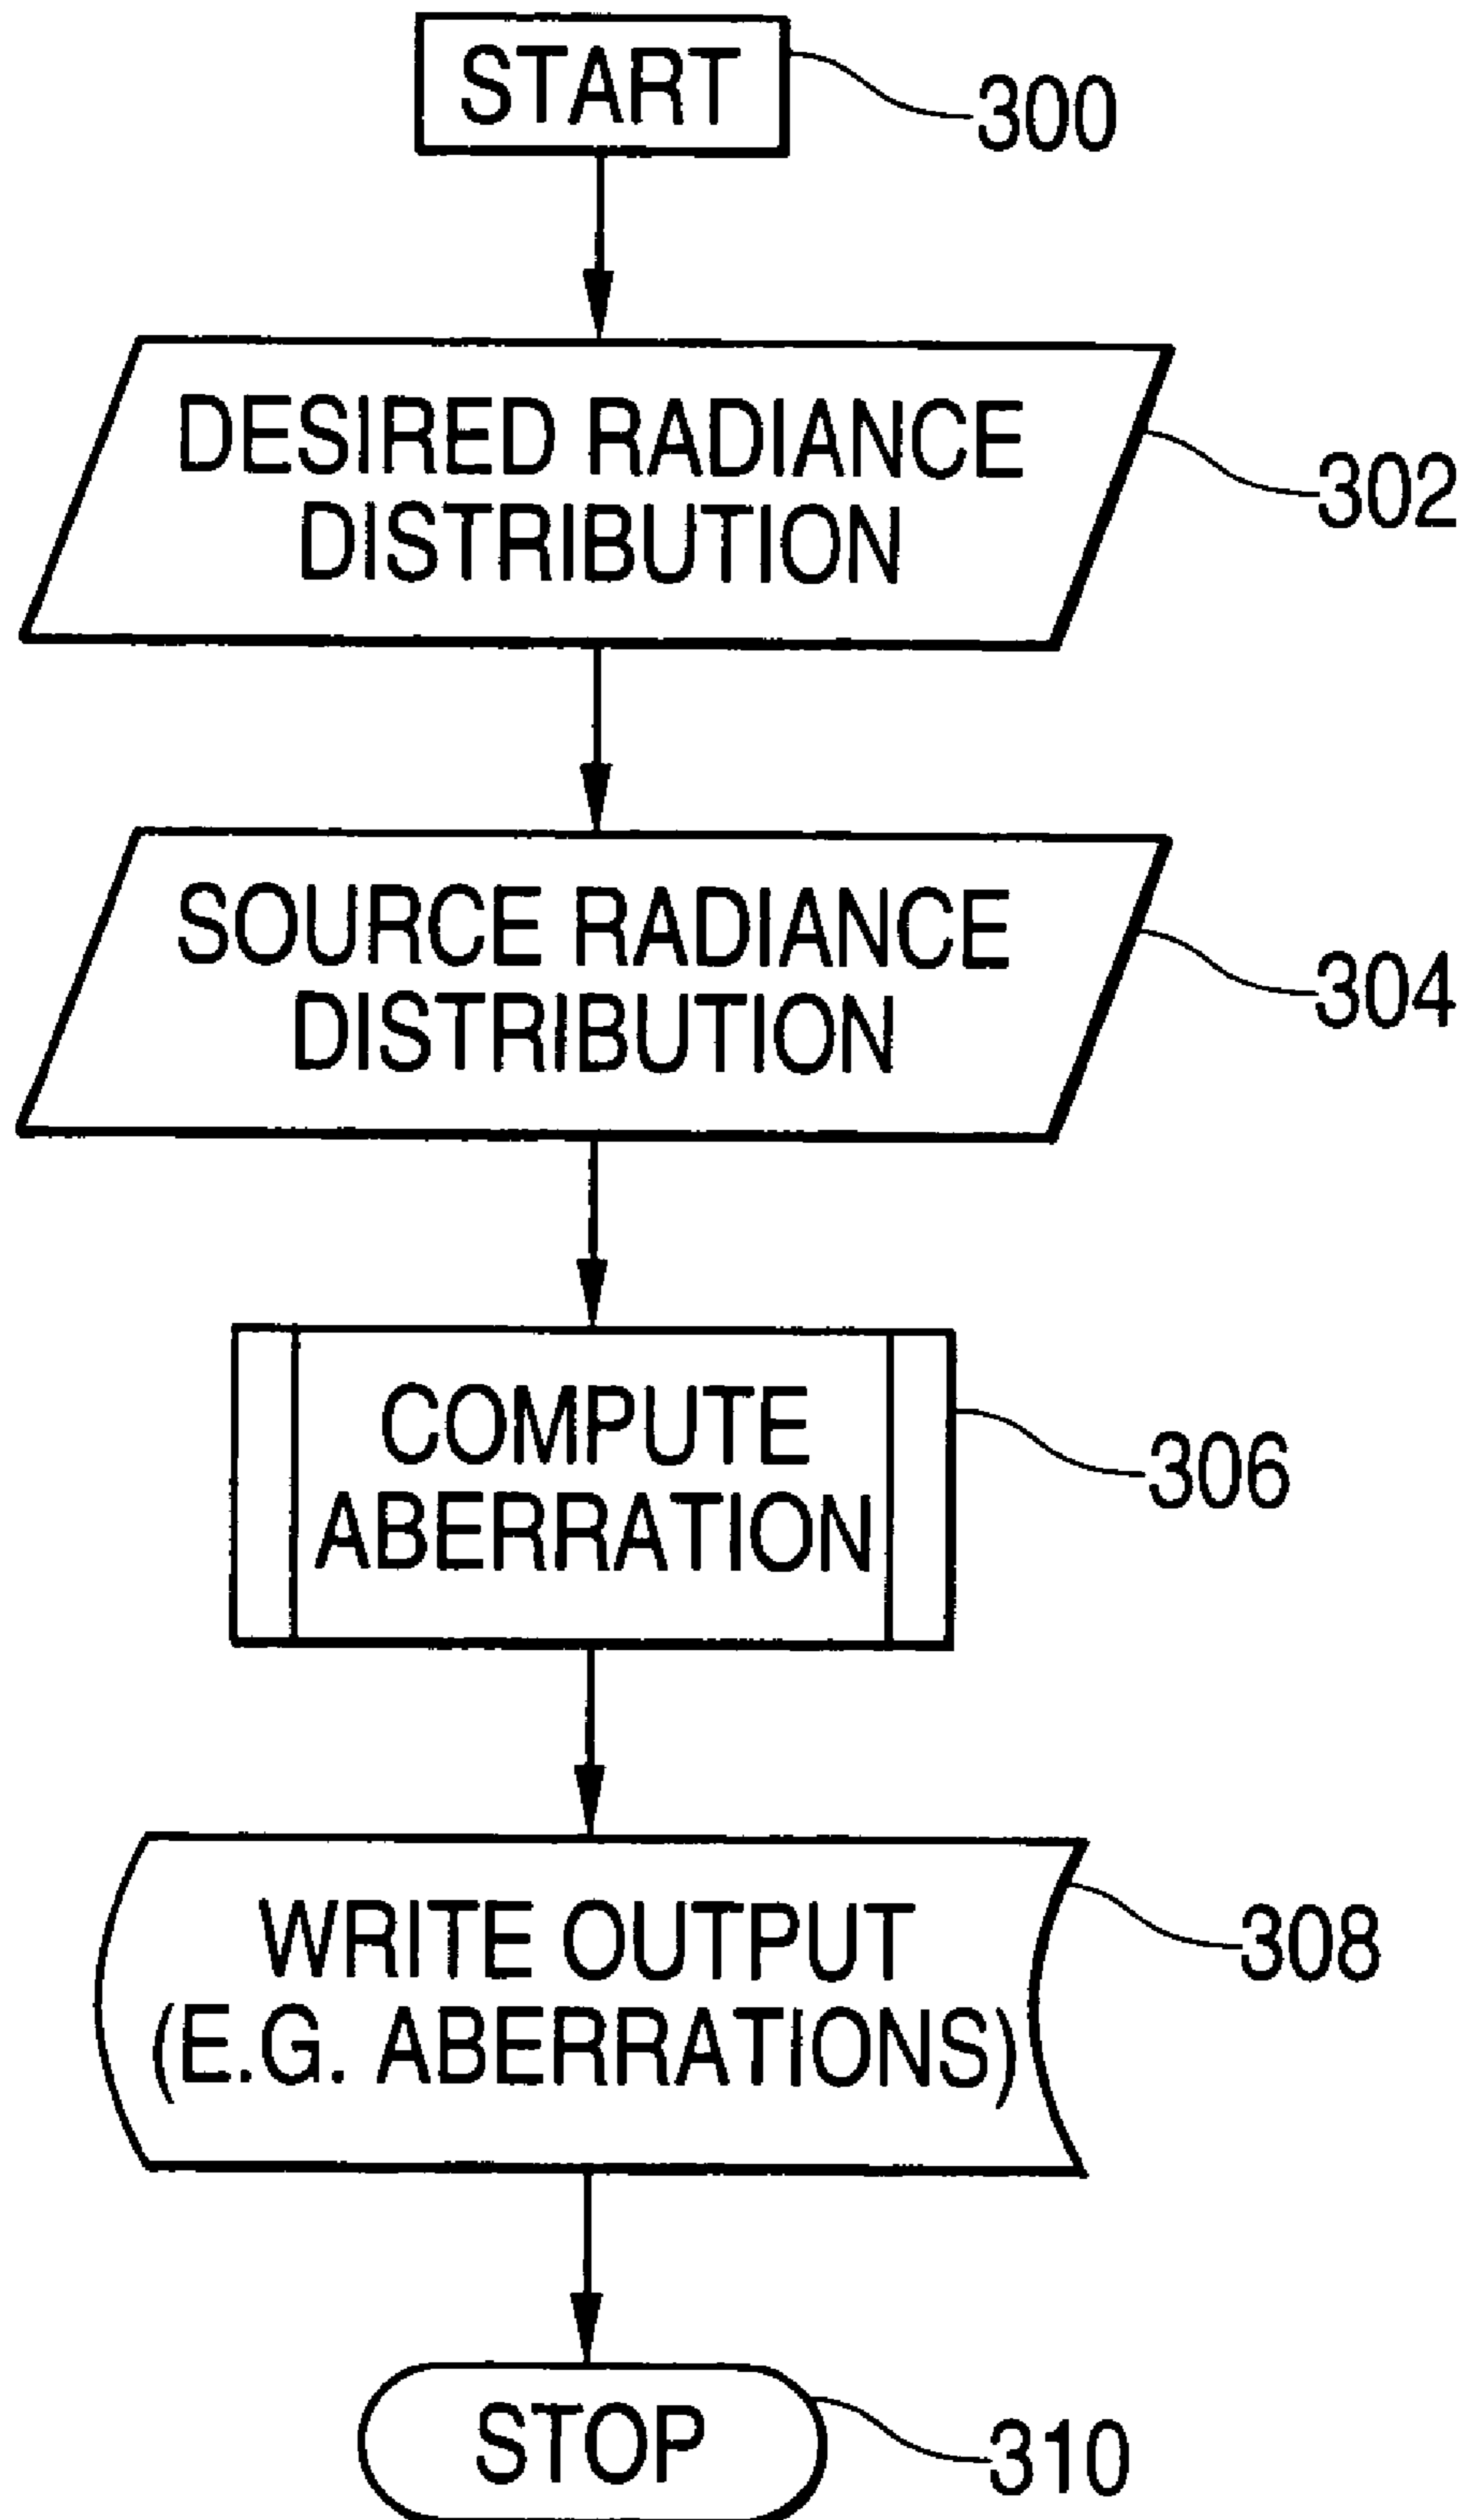 START
300
DESIRED RADIANCE
DISTRIBUTION
302
SOURCE RADIANCE
DISTRIBUTION
304
COMPUTE
ABERRATION
306
WRITE OUTPUT
(E.G. ABERRATIONS)
308
STOP
310